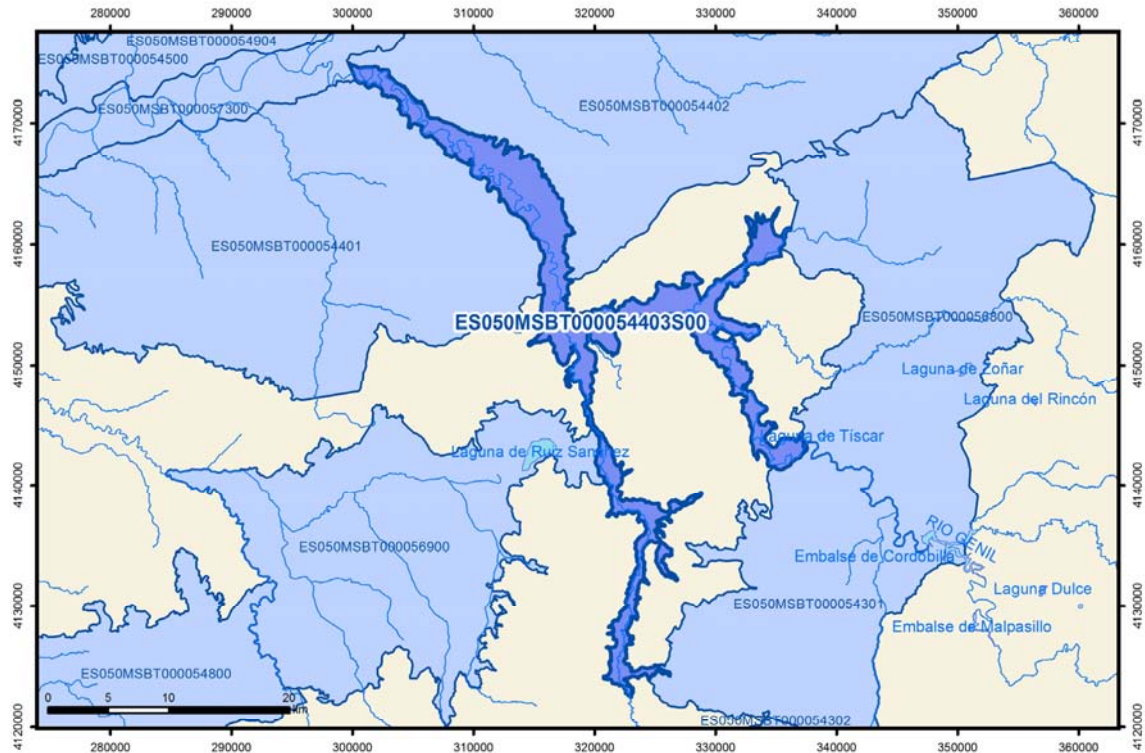 280000 290000 300000 310000 320000 330000 340000 350000 360000
ES050MSBT000054904
ES050MSBT000054500
ES050MSBT000057300
ES050MSBT000054402
4170000 4170000
ES050MSBT000054401
4160000 4160000
ES050MSBT000054403S00
ES050MSBT000056800
4150000 4150000
Laguna de Zoñar
Laguna del Rincón
Laguna de Tíscar
Laguna de Ruiz Sanchez
4140000 4140000
RIO GENIL
ES050MSBT000056900
Embalse de Cordobilla
Laguna Dulce
ES050MSBT000054301
4130000 4130000
Embalse de Malpasillo
ES050MSBT000054800
0 5 10 20
km
ES050MSBT000054302
4120000 4120000
280000 290000 300000 310000 320000 330000 340000 350000 360000